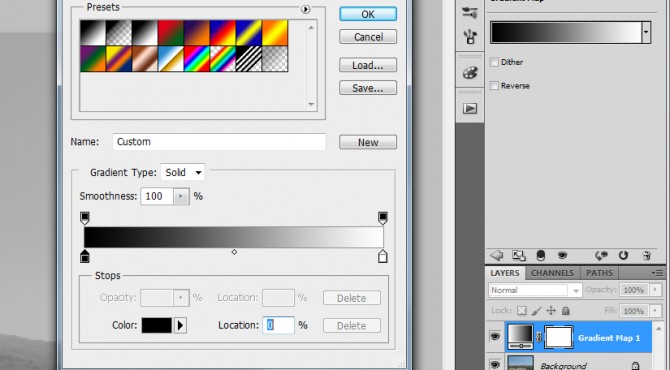 Presets
OK
Cancel
Load...
Save...
Name: Custom
New
Gradient Type: Solid
Smoothness: 100 %
Stops
Opacity: % Location: % Delete
Color: Location: 0 % Delete
Gradient Map
Dither
Reverse
LAYERS CHANNELS PATHS
Normal Opacity: 100%
Lock: Fill: 100%
Gradient Map 1
Background